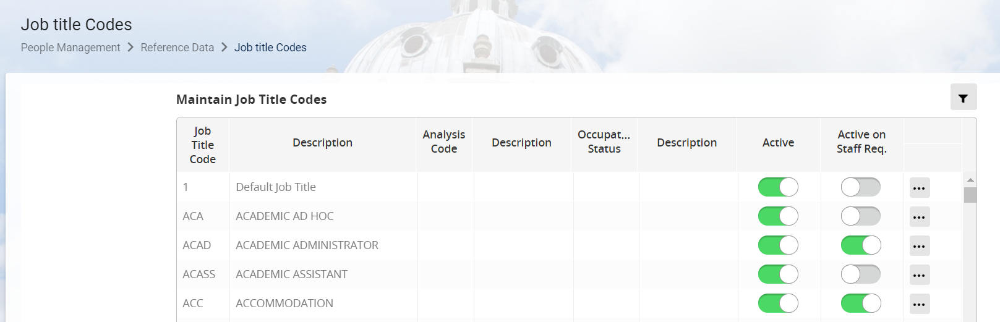 Job title Codes
People Management > Reference Data > Job title Codes
Maintain Job Title Codes
Job Title Code Description Analysis Code Description Occupat... Status Description Active Active on Staff Req.
1 Default Job Title
ACA ACADEMIC AD HOC
ACAD ACADEMIC ADMINISTRATOR
ACASS ACADEMIC ASSISTANT
ACC ACCOMMODATION